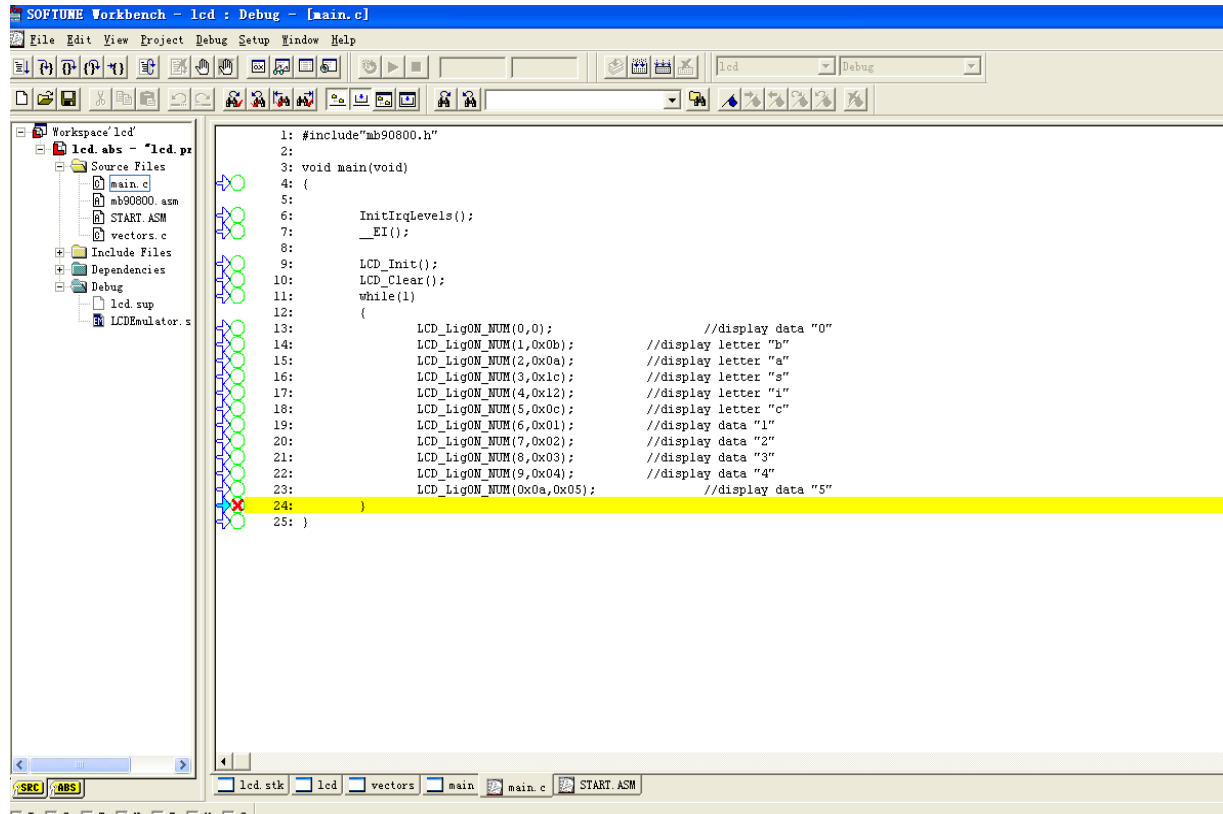 SOFTUNE Workbench - lcd : Debug - [main.c]
File Edit View Project Debug Setup Window Help
lcd Debug
Workspace'lcd'
lcd.abs - "lcd.pr
Source Files
main.c
mb90800.asm
START.ASM
vectors.c
Include Files
Dependencies
Debug
lcd.sup
LCDEmulator.s
1: #include"mb90800.h"
2:
3: void main(void)
4: {
5:
6: InitIrqLevels();
7: __EI();
8:
9: LCD_Init();
10: LCD_Clear();
11: while(1)
12: {
13: LCD_LigON_NUM(0,0); //display data "0"
14: LCD_LigON_NUM(1,0x0b); //display letter "b"
15: LCD_LigON_NUM(2,0x0a); //display letter "a"
16: LCD_LigON_NUM(3,0x1c); //display letter "s"
17: LCD_LigON_NUM(4,0x12); //display letter "i"
18: LCD_LigON_NUM(5,0x0c); //display letter "c"
19: LCD_LigON_NUM(6,0x01); //display data "1"
20: LCD_LigON_NUM(7,0x02); //display data "2"
21: LCD_LigON_NUM(8,0x03); //display data "3"
22: LCD_LigON_NUM(9,0x04); //display data "4"
23: LCD_LigON_NUM(0x0a,0x05); //display data "5"
24: }
25: }
SRC ABS
lcd.stk lcd vectors main main.c START.ASM